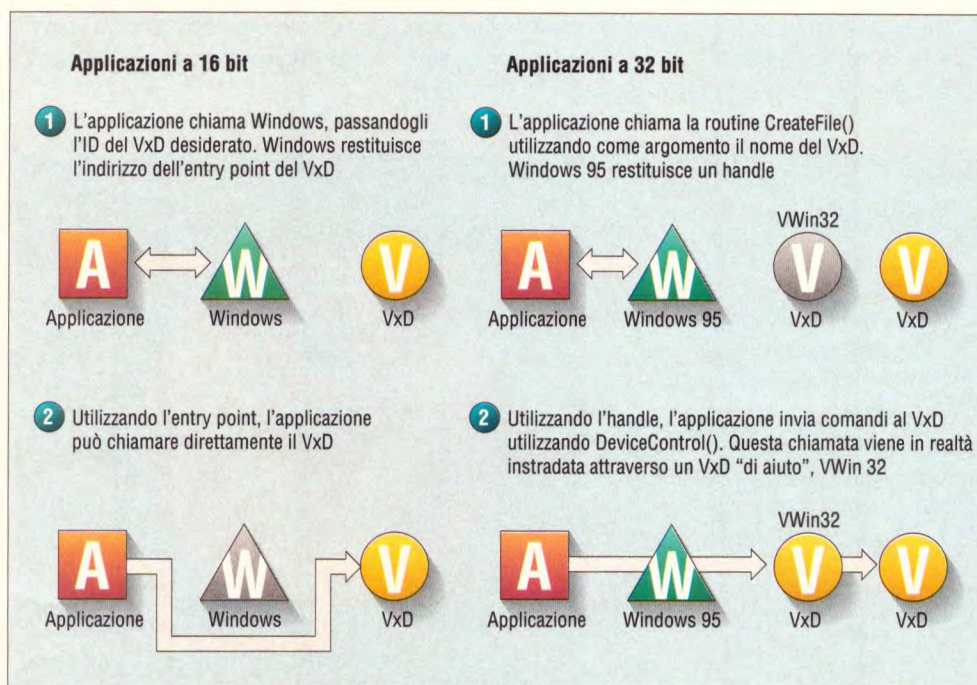 Applicazioni a 16 bit
1 L'applicazione chiama Windows, passandogli
l'ID del VxD desiderato. Windows restituisce
l'indirizzo dell'entry point del VxD
A
W
V
Applicazione
Windows
VxD
2 Utilizzando l'entry point, l'applicazione
può chiamare direttamente il VxD
A
W
V
Applicazione
Windows
VxD
Applicazioni a 32 bit
1 L'applicazione chiama la routine CreateFile()
utilizzando come argomento il nome del VxD.
Windows 95 restituisce un handle
VWin32
A
W
V
V
Applicazione
Windows 95
VxD
VxD
2 Utilizzando l'handle, l'applicazione invia comandi al VxD
utilizzando DeviceControl(). Questa chiamata viene in realtà
instradata attraverso un VxD "di aiuto", VWin 32
VWin32
A
W
V
V
Applicazione
Windows 95
VxD
VxD